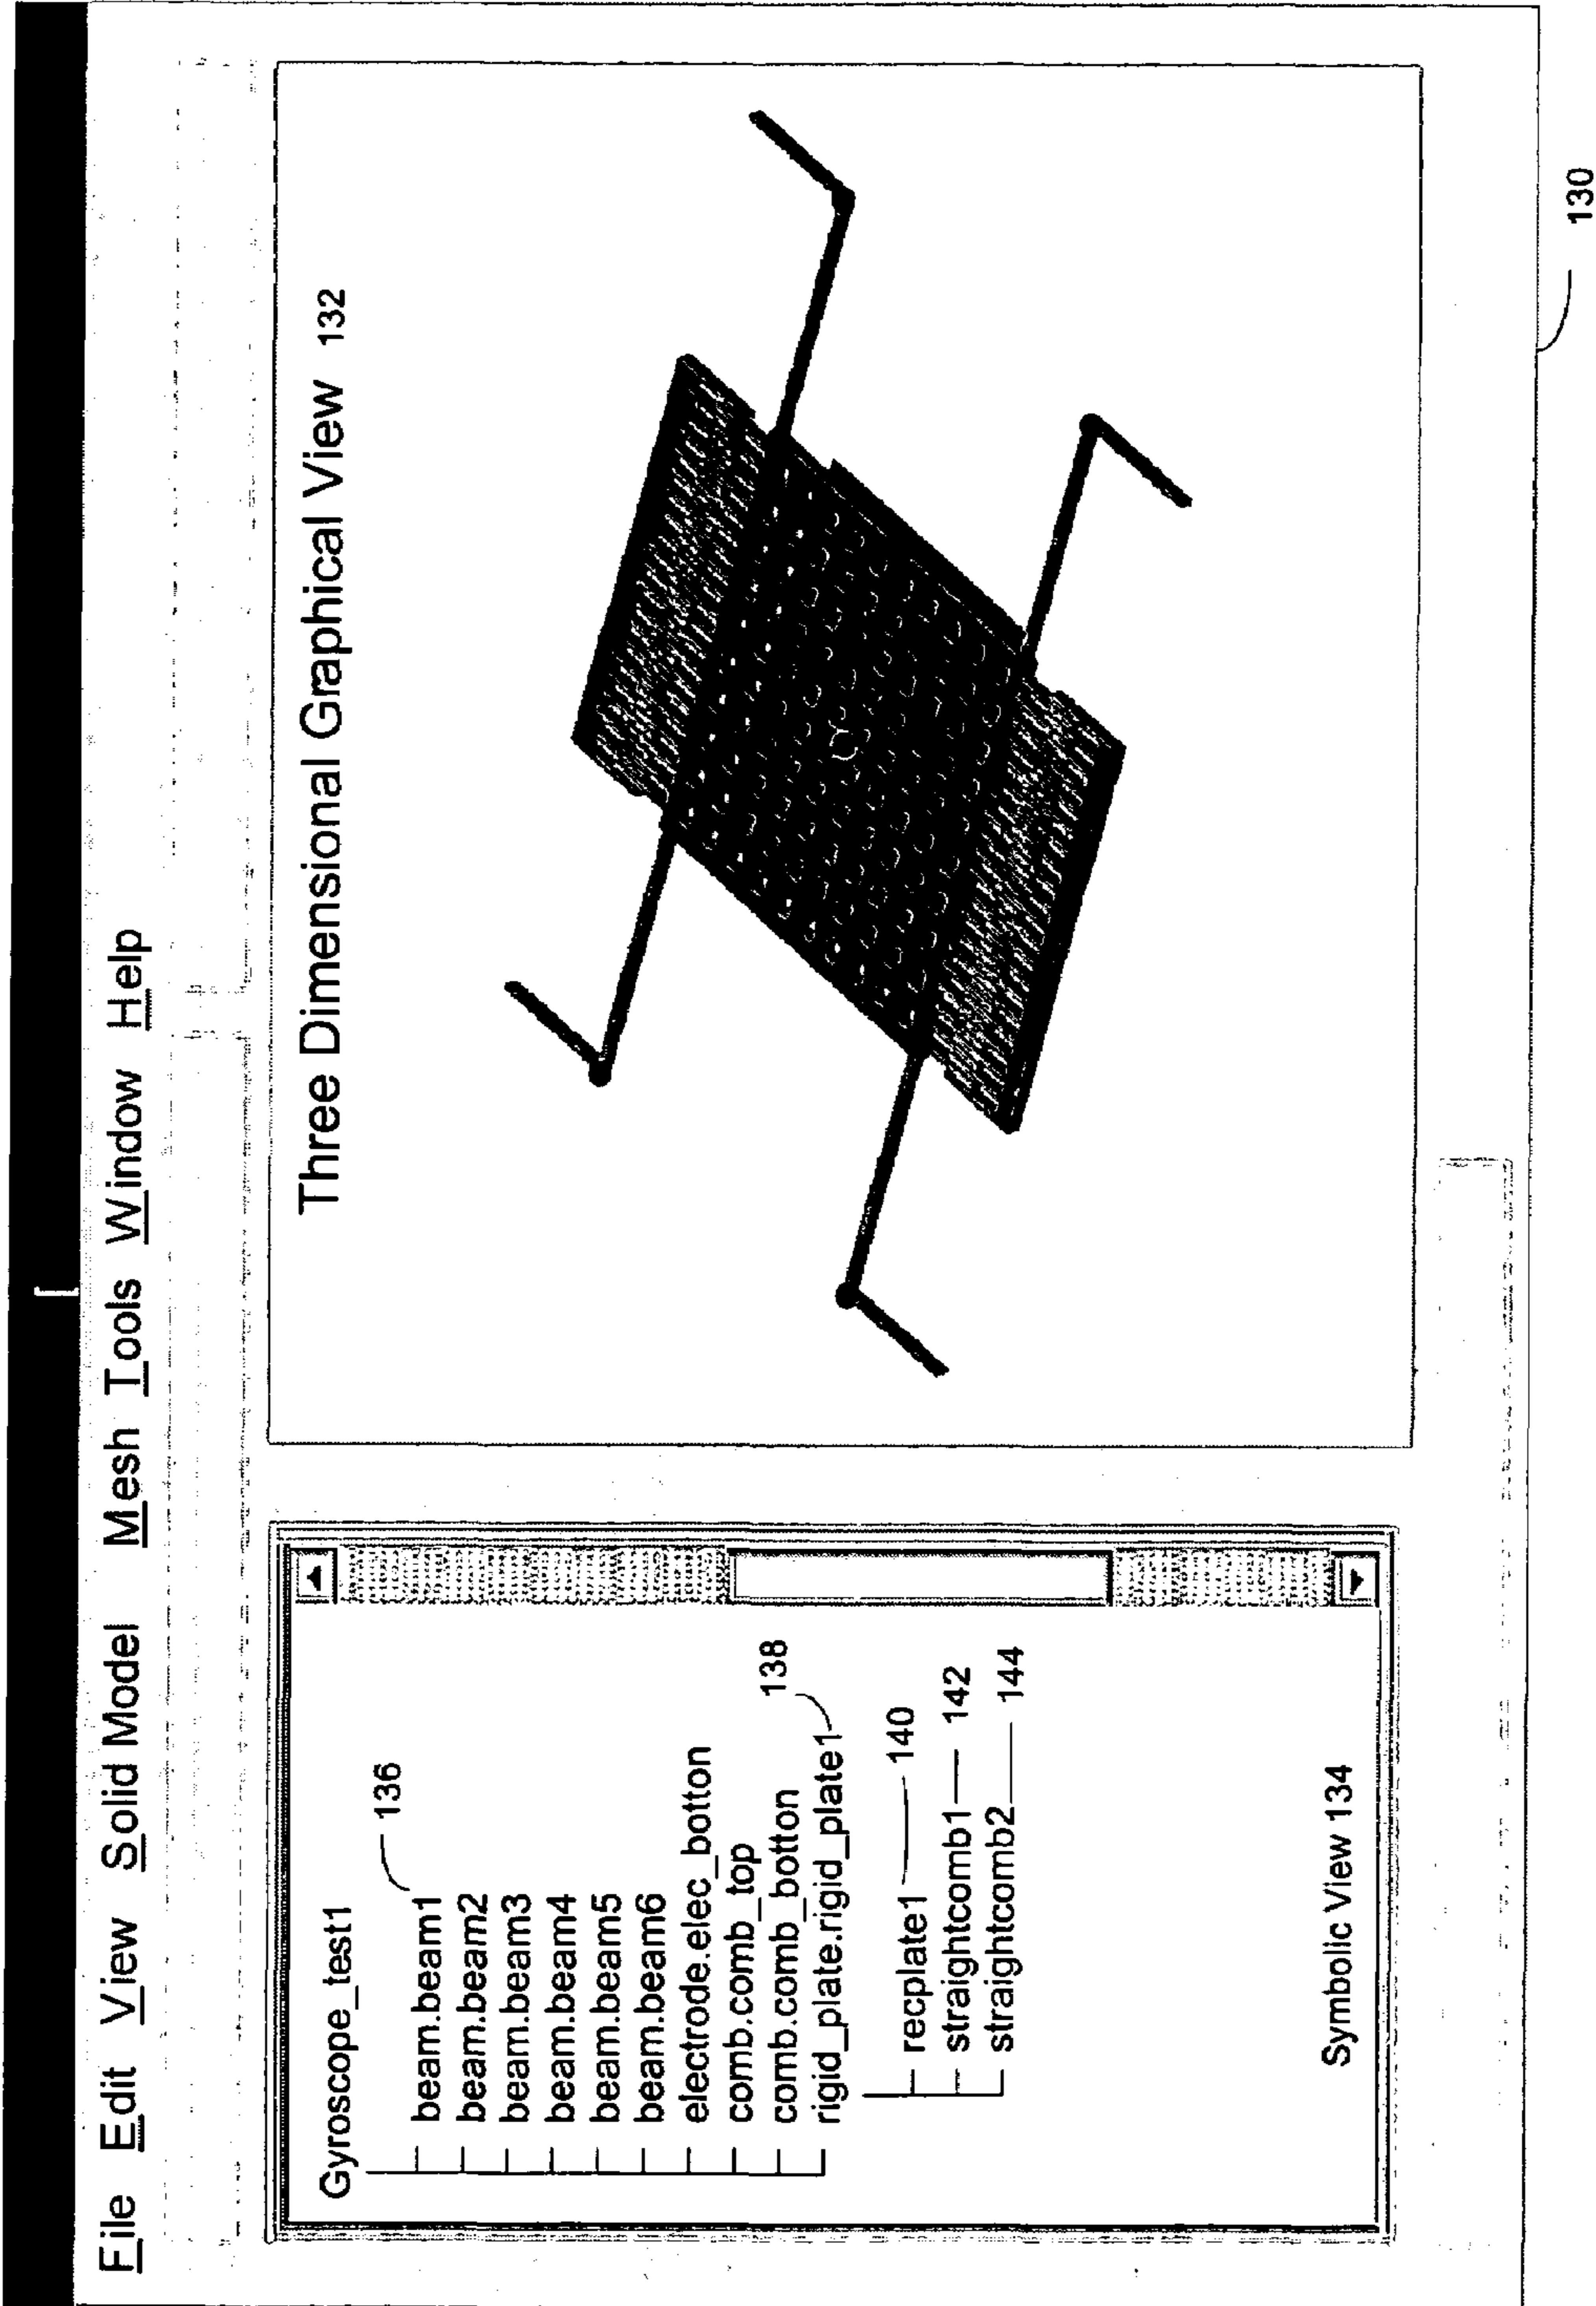 File Edit View Solid Model Mesh Tools Window Help
Gyroscope_test1
136
beam.beam1
beam.beam2
beam.beam3
beam.beam4
beam.beam5
beam.beam6
electrode.elec_botton
comb.comb_top
comb.comb_botton
138
rigid_plate.rigid_plate1
recplate1 140
straightcomb1 142
straightcomb2 144
Symbolic View 134
Three Dimensional Graphical View 132
130